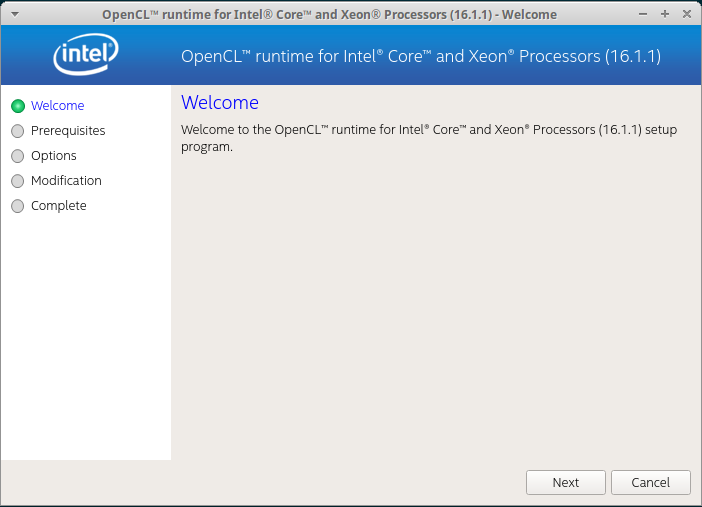 OpenCL™ runtime for Intel® Core™ and Xeon® Processors (16.1.1) - Welcome
intel
OpenCL™ runtime for Intel® Core™ and Xeon® Processors (16.1.1)
Welcome
Prerequisites
Options
Modification
Complete
Welcome
Welcome to the OpenCL™ runtime for Intel® Core™ and Xeon® Processors (16.1.1) setup
program.
Next
Cancel